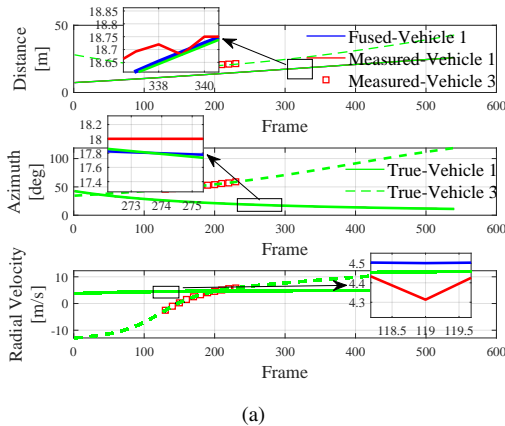 Distance
[m]
50
0
18.8
18.75
18.7
18.65
338
340
Fused-Vehicle 1
Measured-Vehicle 1
Measured-Vehicle 3
0 100 200 300 400 500 600
Frame
Azimuth
[deg]
100
50
0
18.2
18
17.8
17.6
17.4
273 274 275
True-Vehicle 1
True-Vehicle 3
0 100 200 300 400 500 600
Frame
Radial Velocity
[m/s]
10
0
-10
4.5
4.4
4.3
118.5 119 119.5
0 100 200 300 400 500 600
Frame
(a)